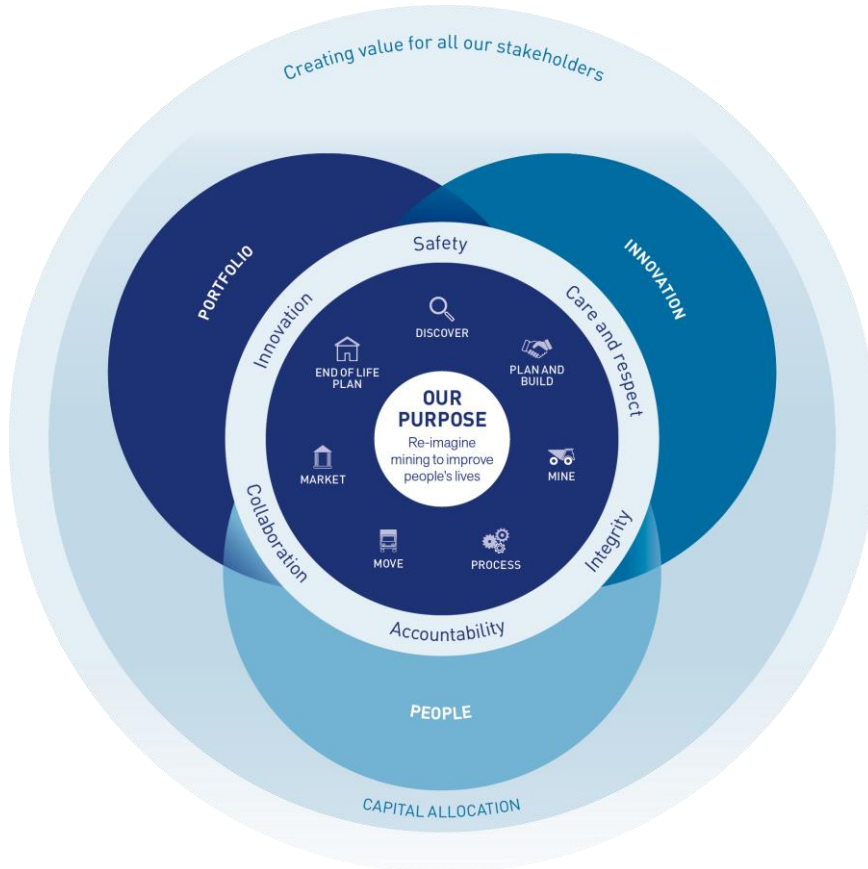 Creating value for all our stakeholders
PORTFOLIO
INNOVATION
Safety
Care and respect
Integrity
Accountability
Collaboration
Innovation
DISCOVER
PLAN AND
BUILD
MINE
PROCESS
MOVE
MARKET
END OF LIFE
PLAN
OUR
PURPOSE
Re-imagine
mining to improve
people's lives
PEOPLE
CAPITAL ALLOCATION